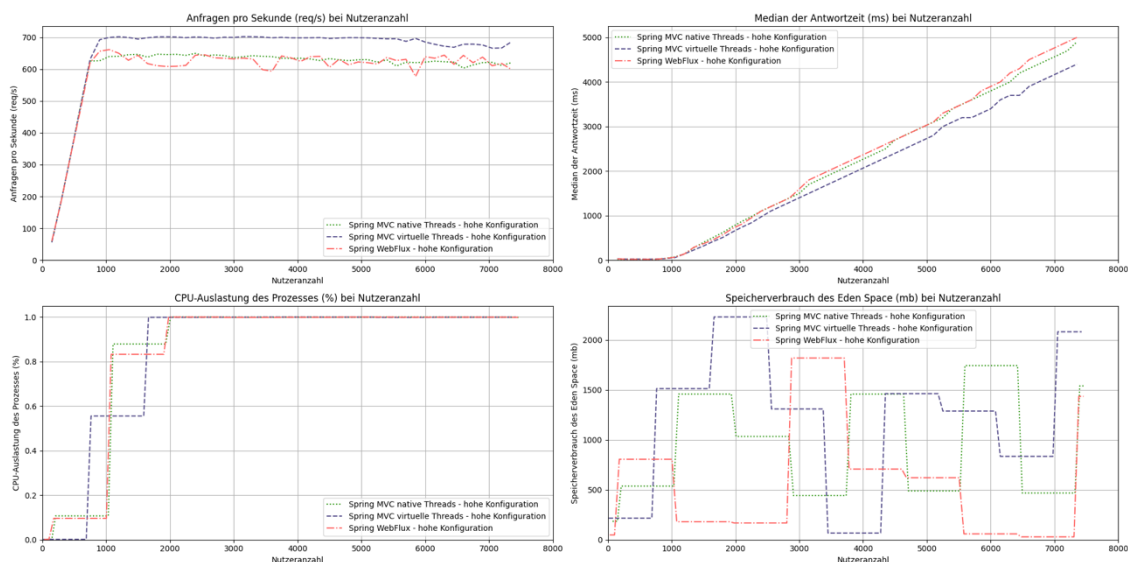 Anfragen pro Sekunde (req/s) bei Nutzeranzahl
700
600
500
400
300
200
100
0
Anfragen pro Sekunde (req/s)
0 1000 2000 3000 4000 5000 6000 7000 8000
Nutzeranzahl
Spring MVC native Threads - hohe Konfiguration
Spring MVC virtuelle Threads - hohe Konfiguration
Spring WebFlux - hohe Konfiguration
Median der Antwortzeit (ms) bei Nutzeranzahl
Spring MVC native Threads - hohe Konfiguration
Spring MVC virtuelle Threads - hohe Konfiguration
Spring WebFlux - hohe Konfiguration
5000
4000
3000
2000
1000
0
Median der Antwortzeit (ms)
0 1000 2000 3000 4000 5000 6000 7000 8000
Nutzeranzahl
CPU-Auslastung des Prozesses (%) bei Nutzeranzahl
1.0
0.8
0.6
0.4
0.2
0.0
CPU-Auslastung des Prozesses (%)
Spring MVC native Threads - hohe Konfiguration
Spring MVC virtuelle Threads - hohe Konfiguration
Spring WebFlux - hohe Konfiguration
0 1000 2000 3000 4000 5000 6000 7000 8000
Nutzeranzahl
Speicherverbrauch des Eden Space (mb) bei Nutzeranzahl
Spring MVC native Threads - hohe Konfiguration
Spring MVC virtuelle Threads - hohe Konfiguration
Spring WebFlux - hohe Konfiguration
2000
1500
1000
500
0
Speicherverbrauch des Eden Space (mb)
0 1000 2000 3000 4000 5000 6000 7000 8000
Nutzeranzahl